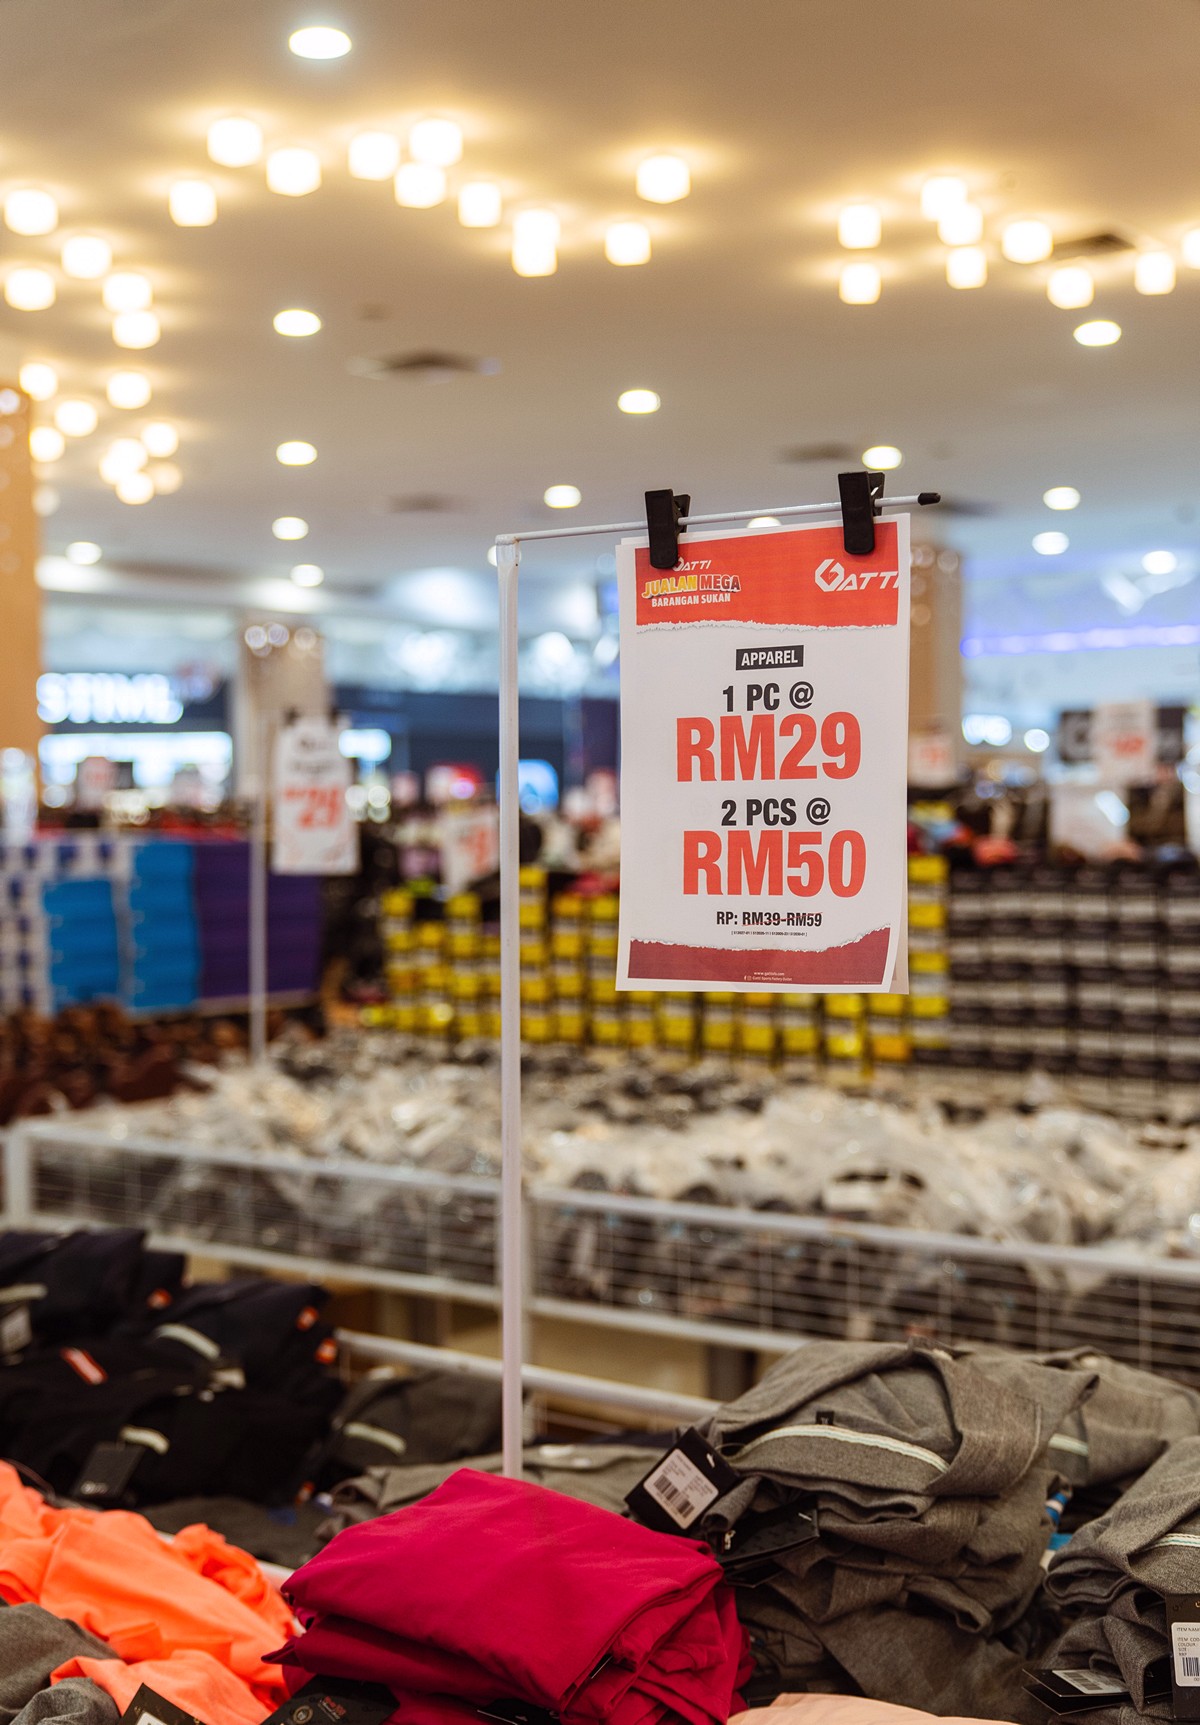 GATTI
JUALAN MEGA
BARANGAN SUKAN
GATTI
APPAREL
1 PC @
RM29
2 PCS @
RM50
RP: RM39-RM59